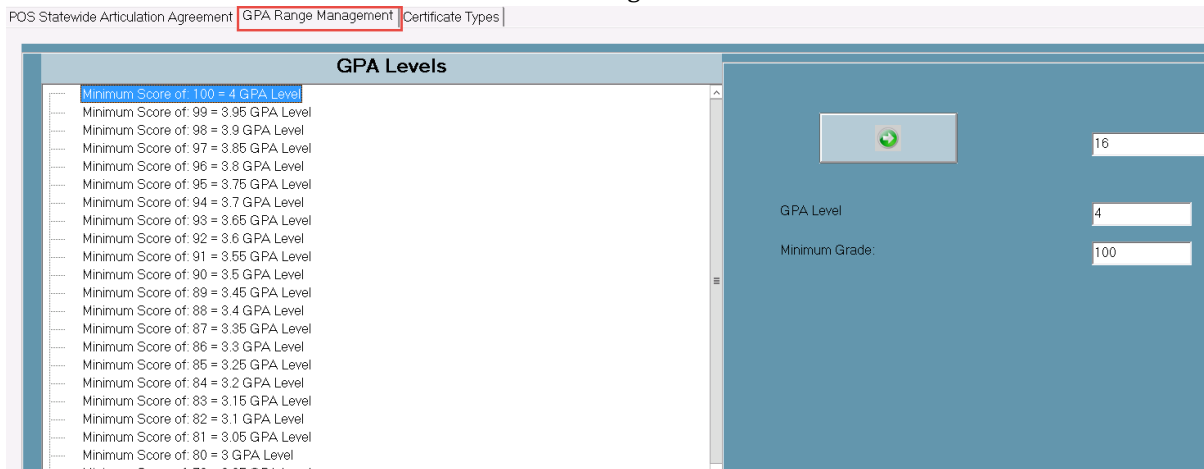 POS Statewide Articulation Agreement GPA Range Management Certificate Types
GPA Levels
Minimum Score of: 100 = 4 GPA Level
Minimum Score of: 99 = 3.95 GPA Level
Minimum Score of: 98 = 3.9 GPA Level
Minimum Score of: 97 = 3.85 GPA Level
Minimum Score of: 96 = 3.8 GPA Level
Minimum Score of: 95 = 3.75 GPA Level
Minimum Score of: 94 = 3.7 GPA Level
Minimum Score of: 93 = 3.65 GPA Level
Minimum Score of: 92 = 3.6 GPA Level
Minimum Score of: 91 = 3.55 GPA Level
Minimum Score of: 90 = 3.5 GPA Level
Minimum Score of: 89 = 3.45 GPA Level
Minimum Score of: 88 = 3.4 GPA Level
Minimum Score of: 87 = 3.35 GPA Level
Minimum Score of: 86 = 3.3 GPA Level
Minimum Score of: 85 = 3.25 GPA Level
Minimum Score of: 84 = 3.2 GPA Level
Minimum Score of: 83 = 3.15 GPA Level
Minimum Score of: 82 = 3.1 GPA Level
Minimum Score of: 81 = 3.05 GPA Level
Minimum Score of: 80 = 3 GPA Level
16
GPA Level
4
Minimum Grade:
100